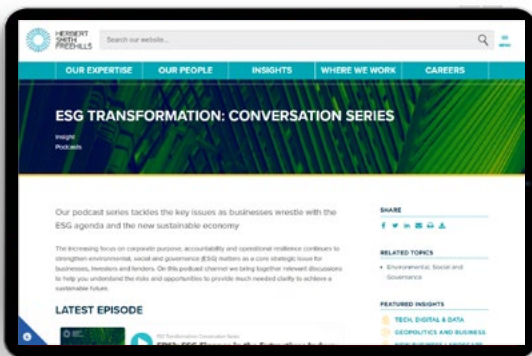 HERBERT
SMITH
FREEHILLS
Search our website...
MENU
OUR EXPERTISE
OUR PEOPLE
INSIGHTS
WHERE WE WORK
CAREERS
ESG TRANSFORMATION: CONVERSATION SERIES
Insight
Podcasts
Our podcast series tackles the key issues as businesses wrestle with the
ESG agenda and the new sustainable economy
The increasing focus on corporate purpose, accountability and operational resilience continues to
strengthen environmental, social and governance (ESG) matters as a core strategic issue for
businesses, investors and lenders. On this podcast we bring together relevant discussions
to help you understand the risks and opportunities to provide much needed clarity to achieve a
sustainable future.
LATEST EPISODE
ESG Transformation: Conversation Series
SHARE
RELATED TOPICS
Environmental, Social and
Governance
FEATURED INSIGHTS
TECH, DIGITAL & DATA
GEOPOLITICS AND BUSINESS